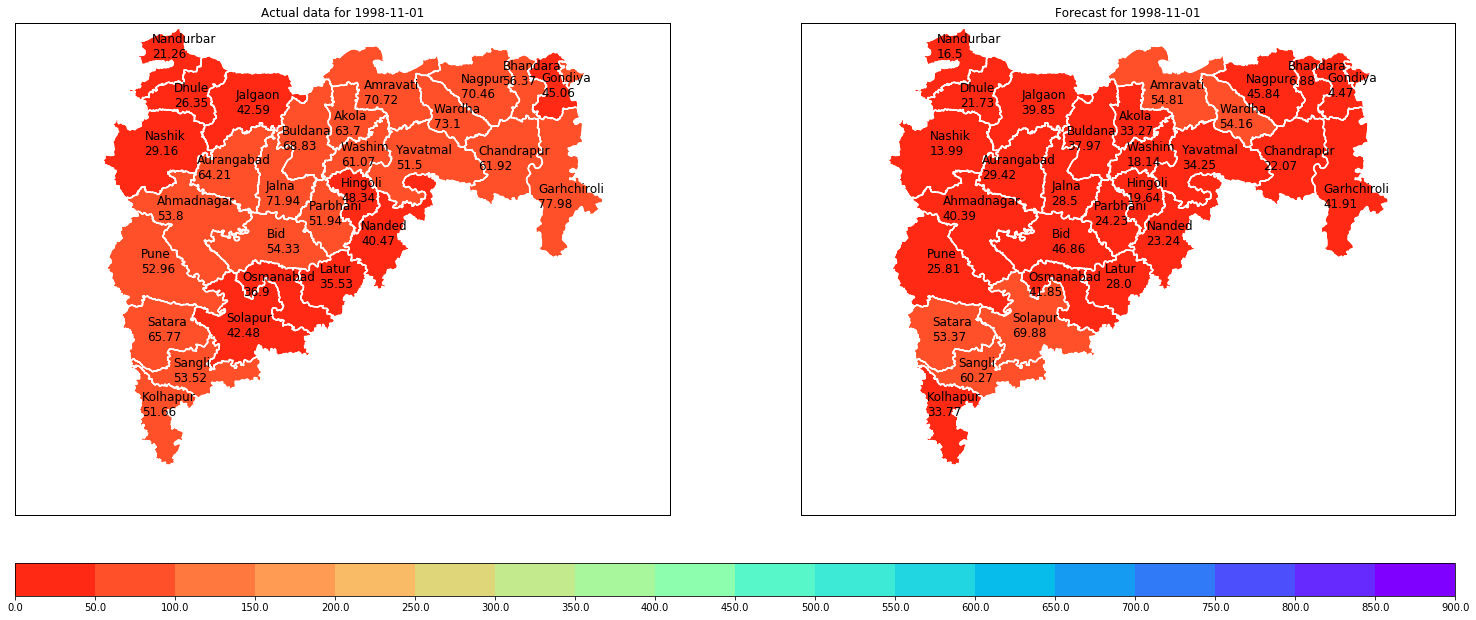 Actual data for 1998-11-01
Nandurbar
21.26
Dhule
26.35
Jalgaon
42.59
Nashik
29.16
Buldana
68.83
Akola
63.7
Amravati
70.72
Nagpur
70.46
Bhandara
56.37
Gondiya
45.06
Wardha
73.1
Washim
61.07
Yavatmal
51.5
Chandrapur
61.92
Garhchiroli
77.98
Aurangabad
64.21
Jalna
71.94
Hingoli
48.34
Parbhani
51.94
Nanded
40.47
Ahmadnagar
53.8
Bid
54.33
Pune
52.96
Osmanabad
36.9
Latur
35.53
Satara
65.77
Solapur
42.48
Sangli
53.52
Kolhapur
51.66
Forecast for 1998-11-01
Nandurbar
16.5
Dhule
21.73
Jalgaon
39.85
Nashik
13.99
Buldana
37.97
Akola
33.27
Amravati
54.81
Nagpur
45.84
Bhandara
6.88
Gondiya
4.47
Wardha
54.16
Washim
18.14
Yavatmal
34.25
Chandrapur
22.07
Garhchiroli
41.91
Aurangabad
29.42
Jalna
28.5
Hingoli
19.64
Parbhani
24.23
Nanded
23.24
Ahmadnagar
40.39
Bid
46.86
Pune
25.81
Osmanabad
41.85
Latur
28.0
Satara
53.37
Solapur
69.88
Sangli
60.27
Kolhapur
33.77
0.0 50.0 100.0 150.0 200.0 250.0 300.0 350.0 400.0 450.0 500.0 550.0 600.0 650.0 700.0 750.0 800.0 850.0 900.0